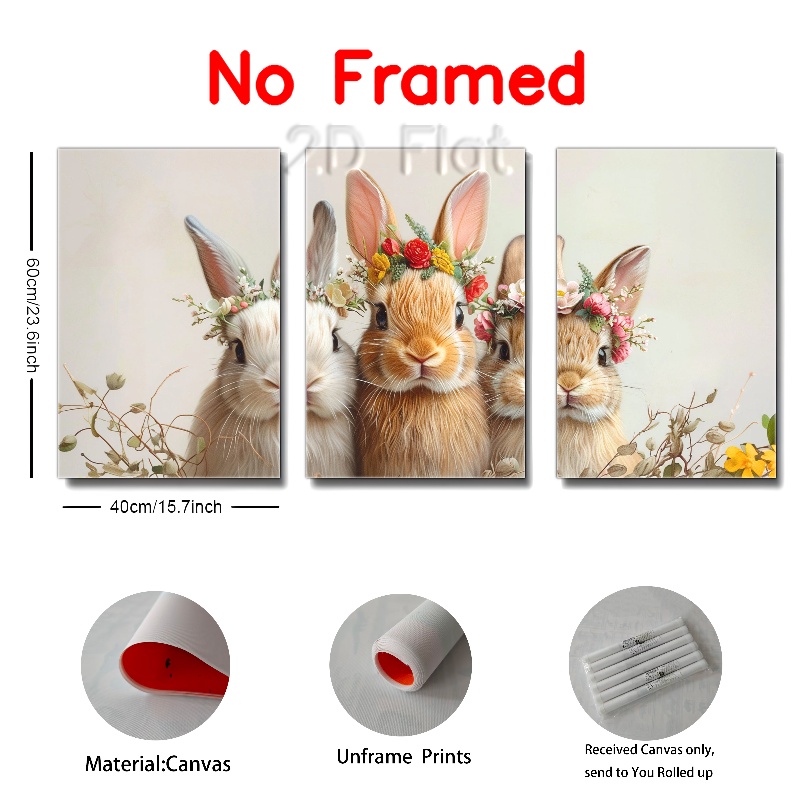 No Framed
2.D Flat.
60cm/23.6inch
40cm/15.7inch
Material:Canvas
Unframe Prints
Received Canvas only,
send to You Rolled up